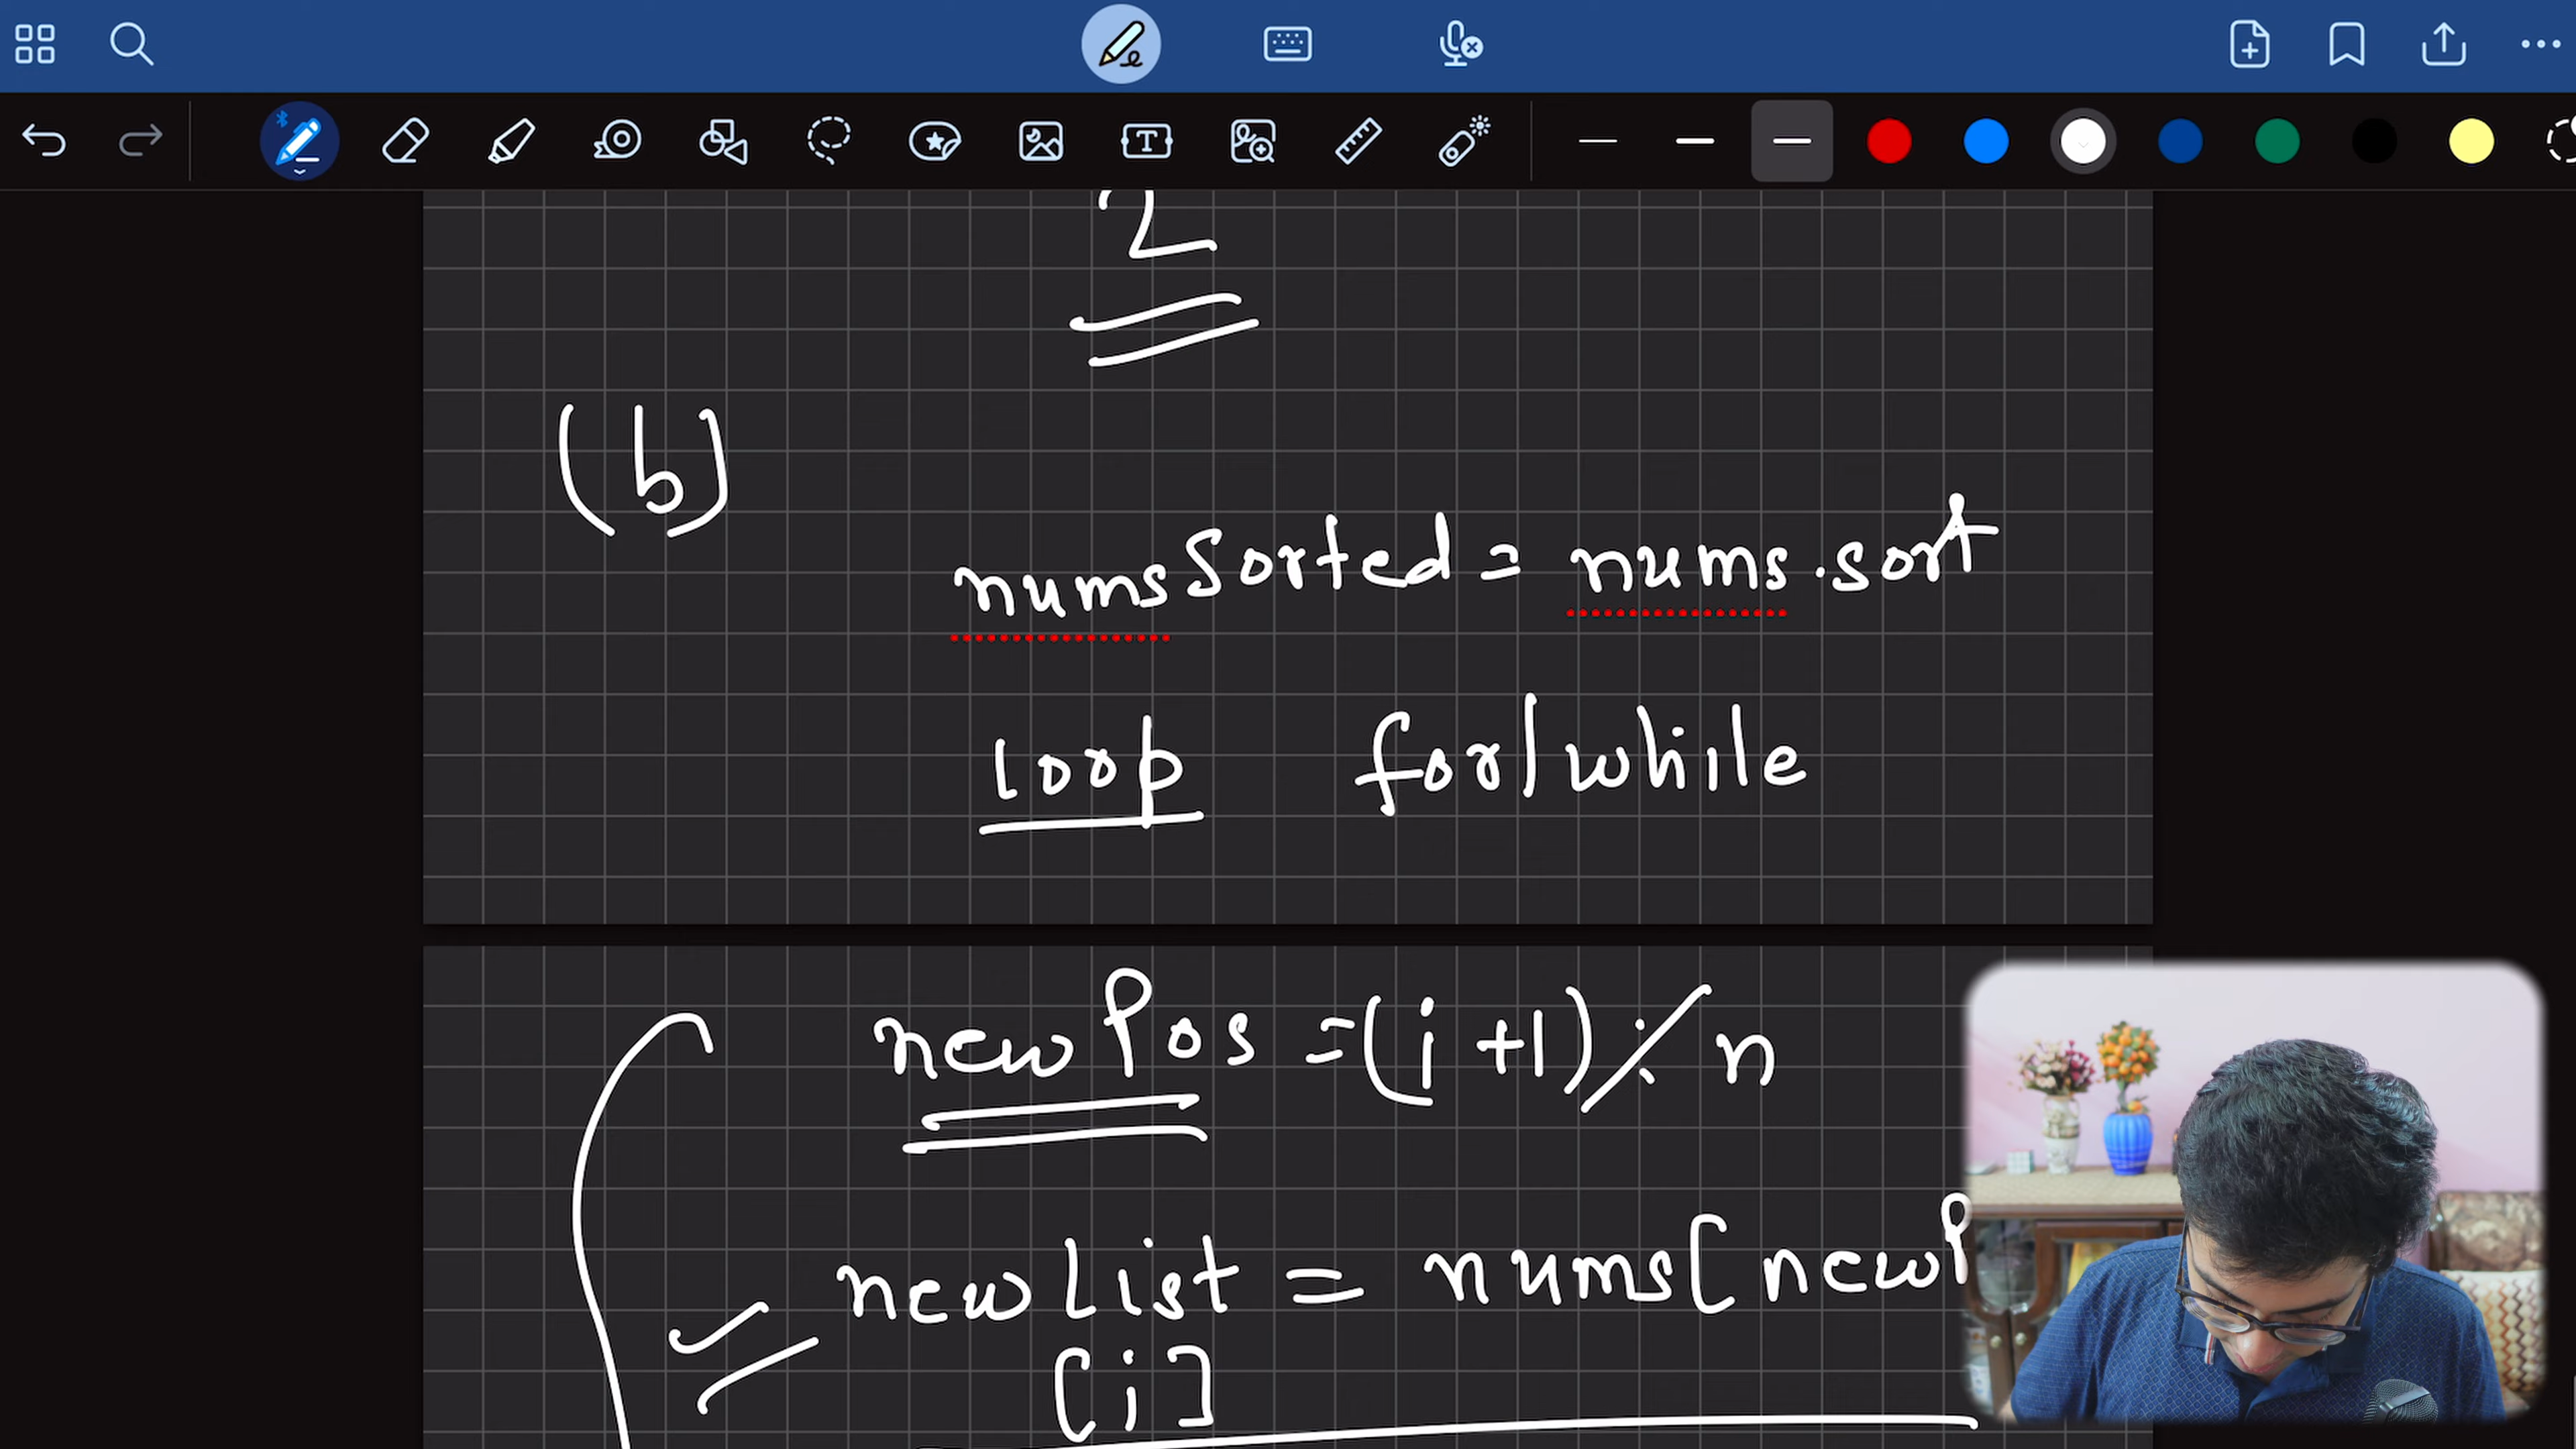 2
(b)
numsSorted = nums.sort
loop for/while
newPos = (i+1) % n
newList = nums[newP
[i]